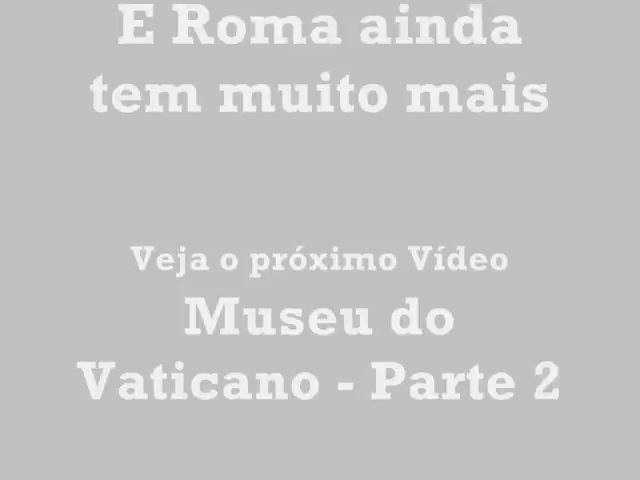 E Roma ainda
tem muito mais
Veja o próximo Vídeo
Museu do
Vaticano - Parte 2